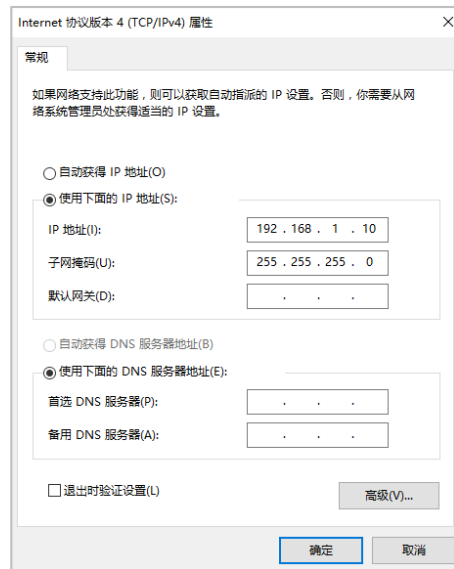 Internet 协议版本 4 (TCP/IPv4) 属性
常规
如果网络支持此功能，则可以获取自动指派的 IP 设置。否则，你需要从网
络系统管理员处获得适当的 IP 设置。
自动获得 IP 地址(O)
使用下面的 IP 地址(S):
IP 地址(I): 192 . 168 . 1 . 10
子网掩码(U): 255 . 255 . 255 . 0
默认网关(D): . . .
自动获得 DNS 服务器地址(B)
使用下面的 DNS 服务器地址(E):
首选 DNS 服务器(P): . . .
备用 DNS 服务器(A): . . .
退出时验证设置(L)
高级(V)...
确定 取消